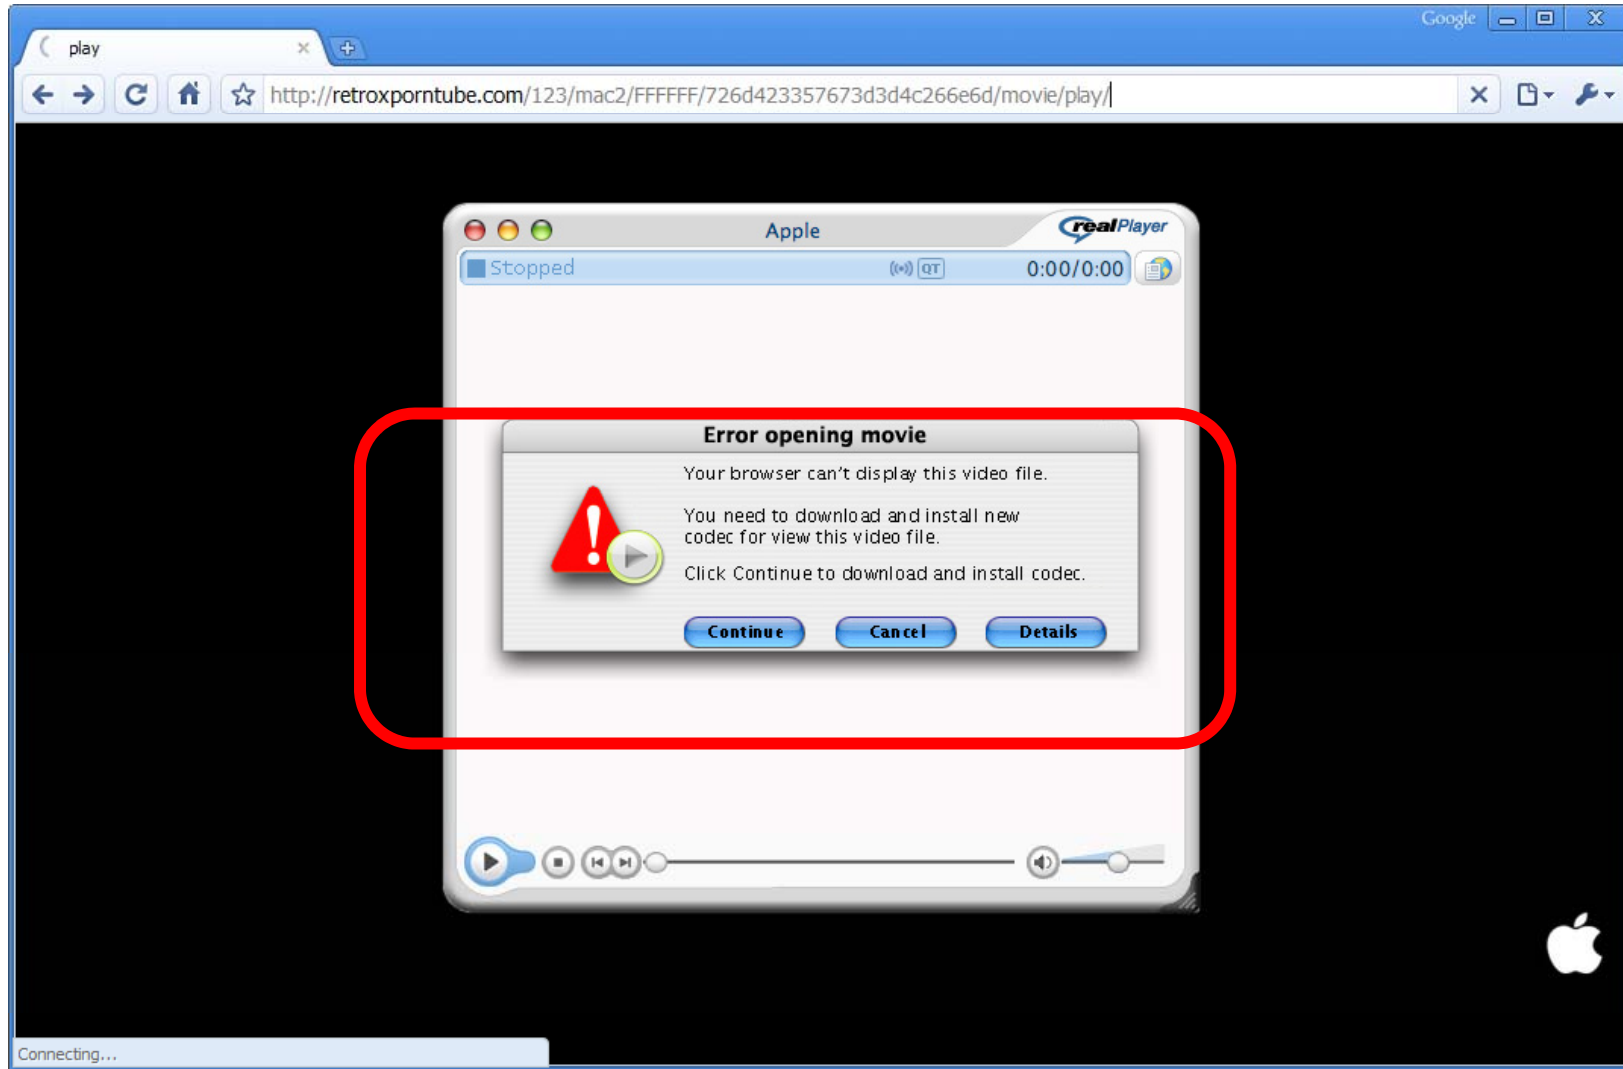 Google
play
http://retroxporntube.com/123/mac2/FFFFFF/726d423357673d3d4c266e6d/movie/play/
Apple
realPlayer
Stopped
QT
0:00/0:00
Error opening movie
Your browser can't display this video file.
You need to download and install new
codec for view this video file.
Click Continue to download and install codec.
Continue
Cancel
Details
Connecting...